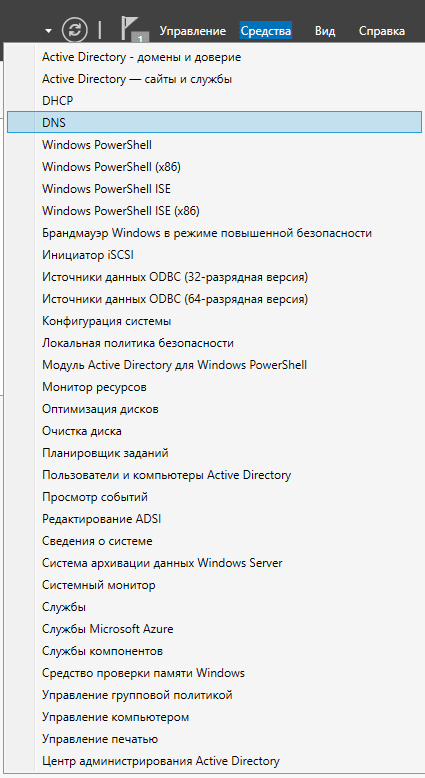 1 Управление Средства Вид Справка
Active Directory - домены и доверие
Active Directory — сайты и службы
DHCP
DNS
Windows PowerShell
Windows PowerShell (x86)
Windows PowerShell ISE
Windows PowerShell ISE (x86)
Брандмауэр Windows в режиме повышенной безопасности
Инициатор iSCSI
Источники данных ODBC (32-разрядная версия)
Источники данных ODBC (64-разрядная версия)
Конфигурация системы
Локальная политика безопасности
Модуль Active Directory для Windows PowerShell
Монитор ресурсов
Оптимизация дисков
Очистка диска
Планировщик заданий
Пользователи и компьютеры Active Directory
Просмотр событий
Редактирование ADSI
Сведения о системе
Система архивации данных Windows Server
Системный монитор
Службы
Службы Microsoft Azure
Службы компонентов
Средство проверки памяти Windows
Управление групповой политикой
Управление компьютером
Управление печатью
Центр администрирования Active Directory